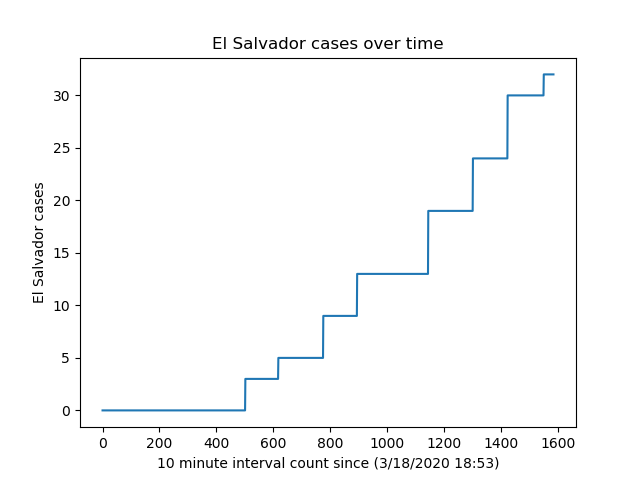 El Salvador cases over time
El Salvador cases
30
25
20
15
10
5
0
0 200 400 600 800 1000 1200 1400 1600
10 minute interval count since (3/18/2020 18:53)